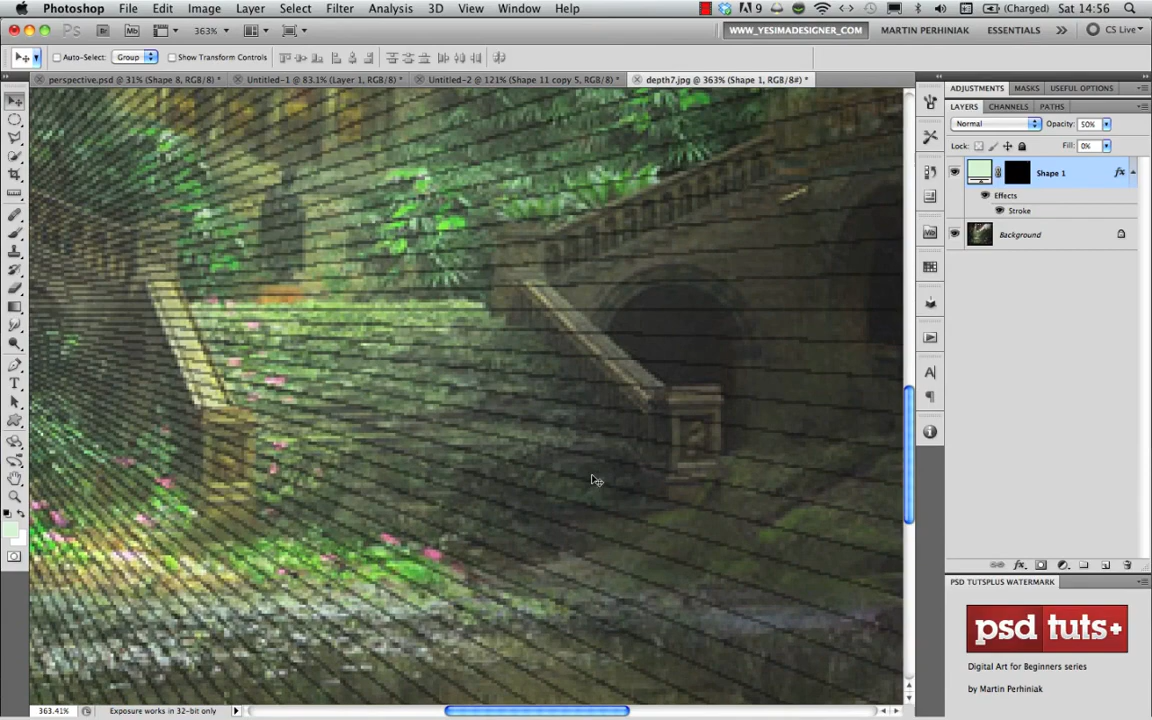 Photoshop File Edit Image Layer Select Filter Analysis 3D View Window Help 9 (Charged) Sat 14:56
Br Mb 363% WWW_YESIMADESIGNER_COM MARTIN PERHINIAK ESSENTIALS CS Live
Auto-Select: Group Show Transform Controls
perspective.psd @ 31% (Shape 8, RGB/8) * Untitled-1 @ 83.1% (Layer 1, RGB/8) * Untitled-2 @ 121% (Shape 11 copy 5, RGB/8) * depth7.jpg @ 363% (Shape 1, RGB/8#) *
ADJUSTMENTS MASKS USEFUL OPTIONS
LAYERS CHANNELS PATHS
Normal Opacity: 50%
Lock: Fill: 0%
Shape 1 fx
Effects
Stroke
Background
PSD TUTSPLUS WATERMARK
psd tuts+
Digital Art for Beginners series
by Martin Perhiniak
363.41% Exposure works in 32-bit only